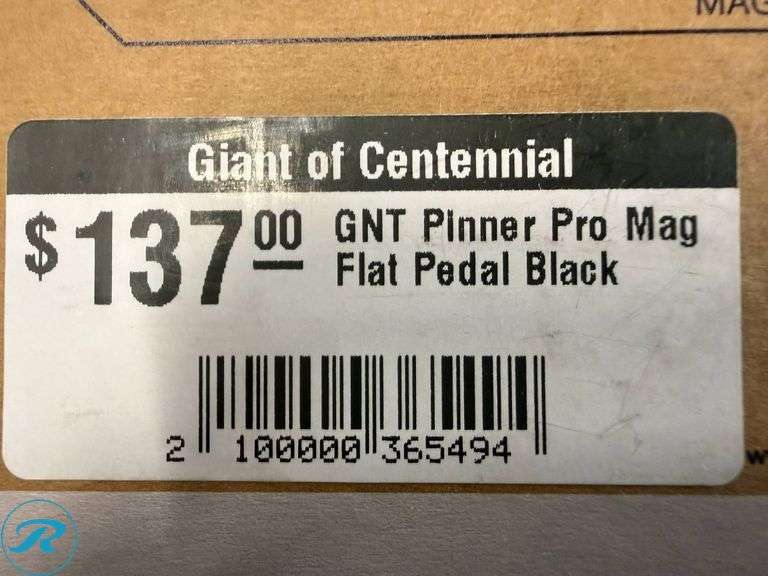 MAG
Giant of Centennial
$137.00 GNT Pinner Pro Mag
Flat Pedal Black
2 100000 365494
w
R